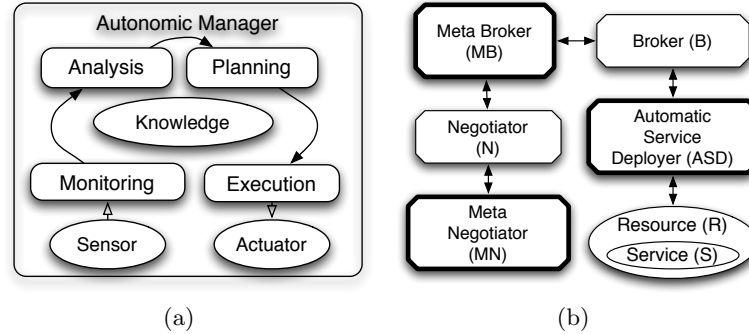 Autonomic Manager
Analysis
Planning
Knowledge
Monitoring
Execution
Sensor
Actuator
(a)
Meta Broker
(MB)
Broker (B)
Negotiator
(N)
Automatic
Service
Deployer (ASD)
Meta
Negotiator
(MN)
Resource (R)
Service (S)
(b)